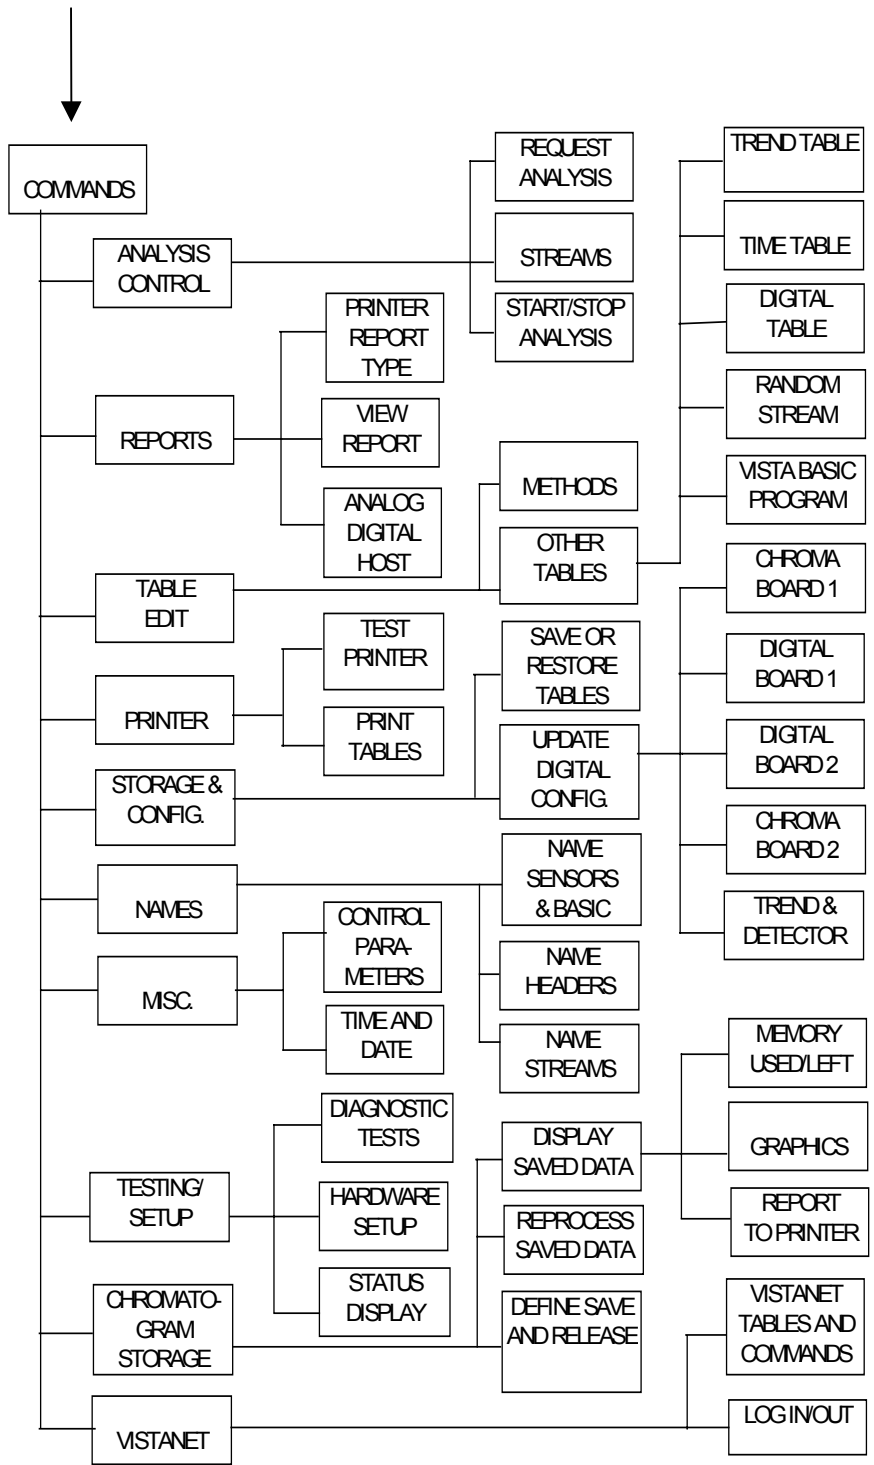 COMMANDS
ANALYSIS
CONTROL
REQUEST
ANALYSIS
STREAMS
START/STOP
ANALYSIS
REPORTS
PRINTER
REPORT
TYPE
VIEW
REPORT
ANALOG
DIGITAL
HOST
TABLE
EDIT
METHODS
OTHER
TABLES
TREND TABLE
TIME TABLE
DIGITAL
TABLE
RANDOM
STREAM
VISTA BASIC
PROGRAM
PRINTER
TEST
PRINTER
PRINT
TABLES
STORAGE &
CONFIG.
SAVE OR
RESTORE
TABLES
UPDATE
DIGITAL
CONFIG.
CHROMA
BOARD 1
DIGITAL
BOARD 1
DIGITAL
BOARD 2
CHROMA
BOARD 2
TREND &
DETECTOR
NAMES
NAME
SENSORS
& BASIC
NAME
HEADERS
NAME
STREAMS
MISC.
CONTROL
PARA-
METERS
TIME AND
DATE
TESTING/
SETUP
DIAGNOSTIC
TESTS
HARDWARE
SETUP
STATUS
DISPLAY
CHROMATO-
GRAM
STORAGE
DISPLAY
SAVED DATA
REPROCESS
SAVED DATA
DEFINE SAVE
AND RELEASE
MEMORY
USED/LEFT
GRAPHICS
REPORT
TO PRINTER
VISTANET
VISTANET
TABLES AND
COMMANDS
LOG IN/OUT